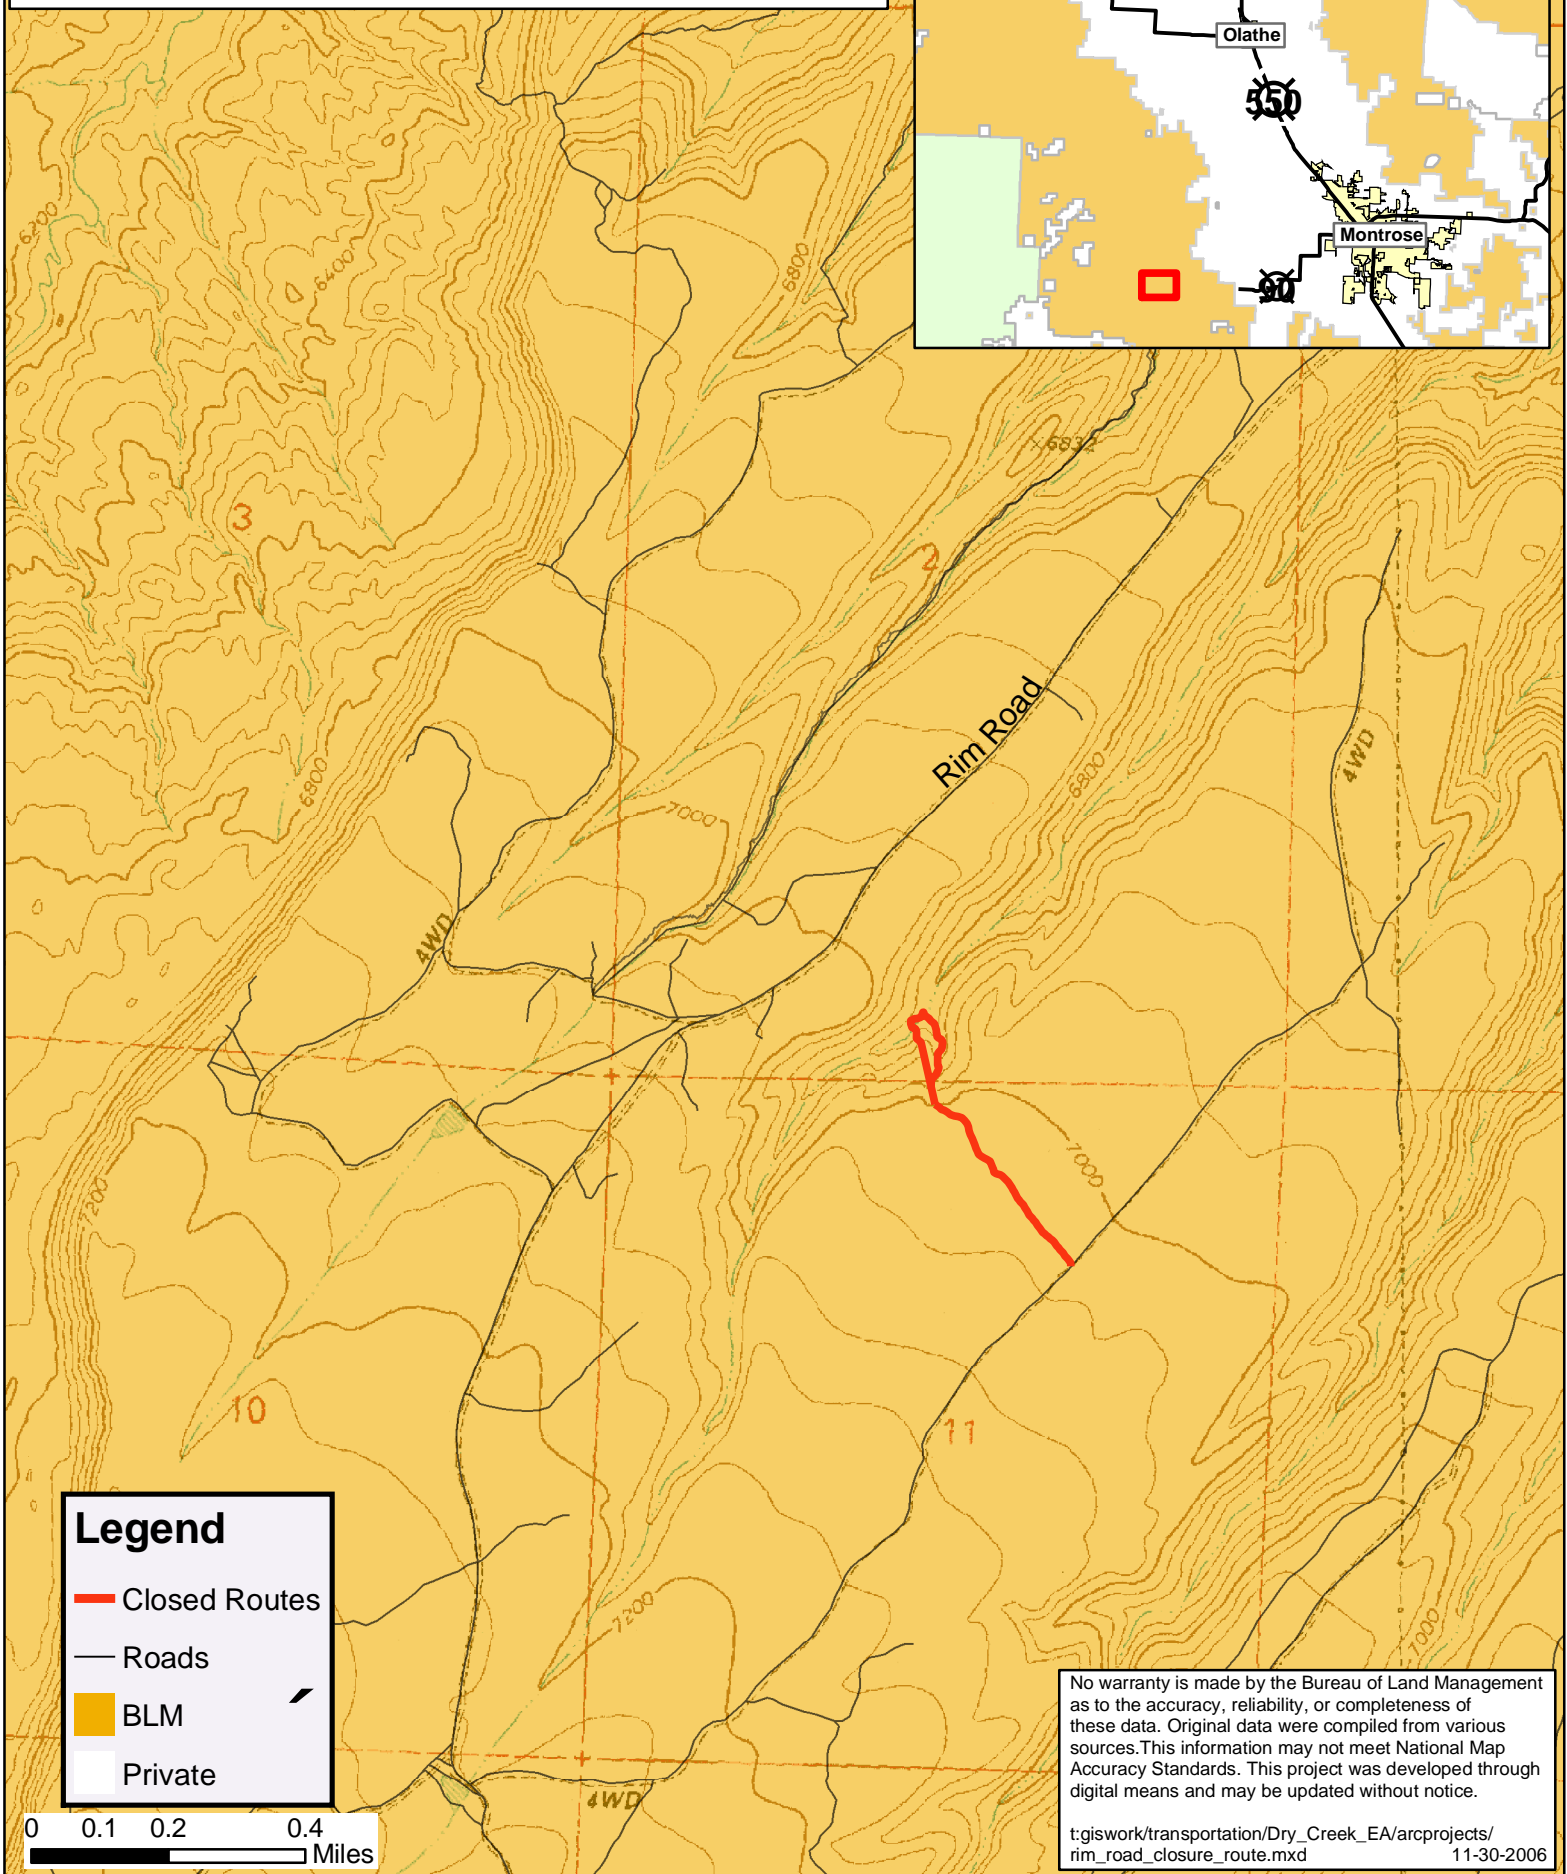 Olathe
550
Montrose
90
6200
6400
6800
×6832
3
2
Rim Road
6800
4WD
6800
7000
4WD
7000
7200
10
11
7200
7000
4WD
Legend
Closed Routes
Roads
BLM
Private
0 0.1 0.2 0.4
Miles
No warranty is made by the Bureau of Land Management
as to the accuracy, reliability, or completeness of
these data. Original data were compiled from various
sources.This information may not meet National Map
Accuracy Standards. This project was developed through
digital means and may be updated without notice.
t:giswork/transportation/Dry_Creek_EA/arcprojects/
rim_road_closure_route.mxd 11-30-2006